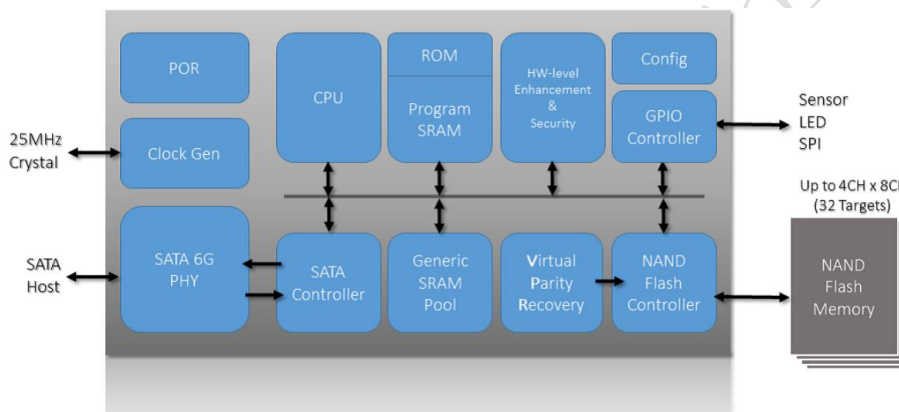 POR
CPU
ROM
Program
SRAM
HW-level
Enhancement
&
Security
Config
GPIO
Controller
Sensor
LED
SPI
25MHz
Crystal
Clock Gen
Up to 4CH x 8C
(32 Targets)
SATA
Host
SATA 6G
PHY
SATA
Controller
Generic
SRAM
Pool
Virtual
Parity
Recovery
NAND
Flash
Controller
NAND
Flash
Memory